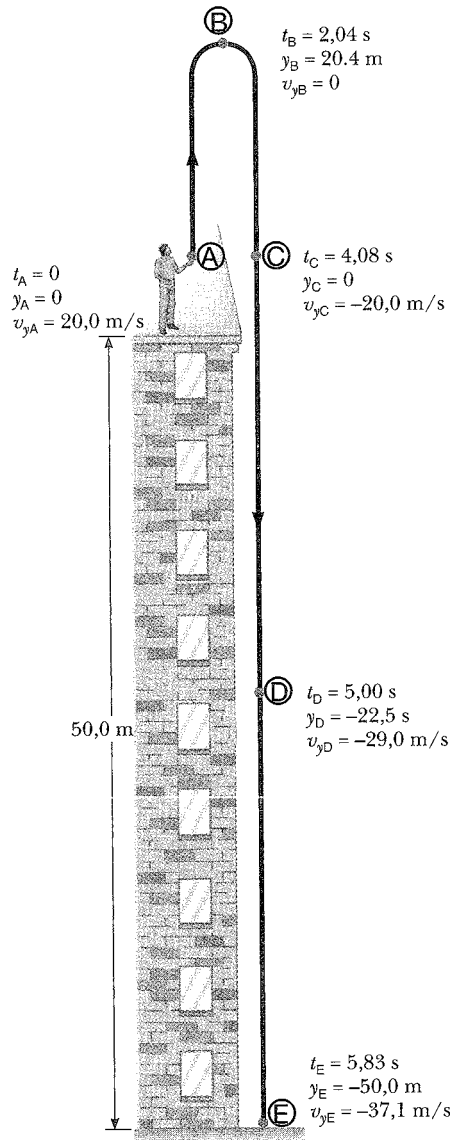 B
t_B = 2,04 s
y_B = 20.4 m
v_yB = 0
A
t_A = 0
y_A = 0
v_yA = 20,0 m/s
C
t_C = 4,08 s
y_C = 0
v_yC = –20,0 m/s
D
t_D = 5,00 s
y_D = –22,5 s
v_yD = –29,0 m/s
50,0 m
t_E = 5,83 s
y_E = –50,0 m
v_yE = –37,1 m/s
E